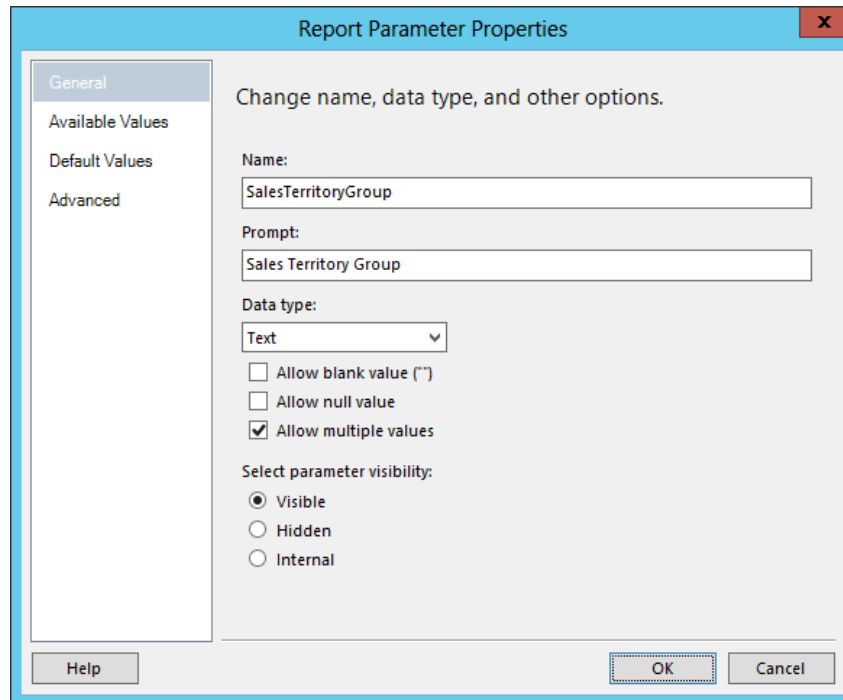 Report Parameter Properties
x
General
Available Values
Default Values
Advanced
Change name, data type, and other options.
Name:
SalesTerritoryGroup
Prompt:
Sales Territory Group
Data type:
Text
Allow blank value ("")
Allow null value
Allow multiple values
Select parameter visibility:
Visible
Hidden
Internal
Help
OK
Cancel